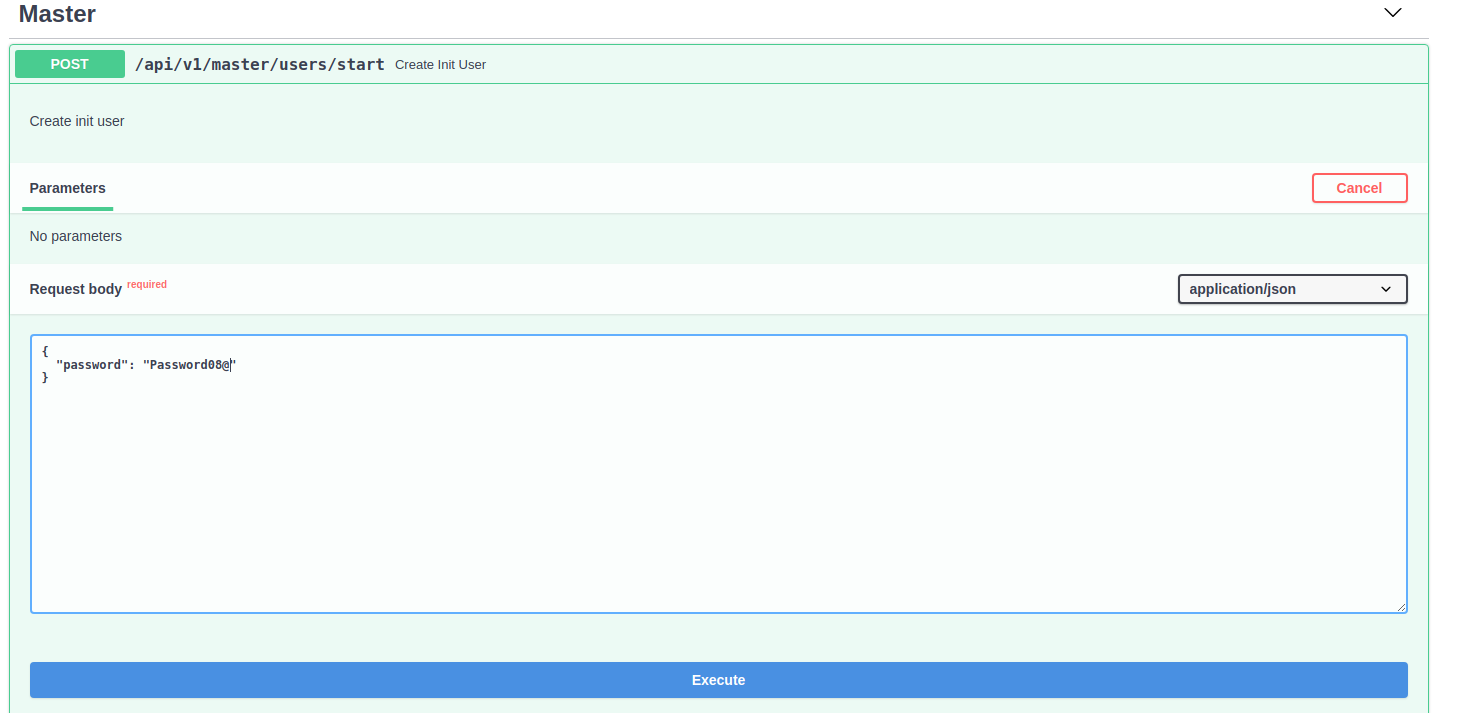 Master
POST /api/v1/master/users/start Create Init User
Create init user
Parameters Cancel
No parameters
Request body required application/json
{
  "password": "Password08@"
}
Execute